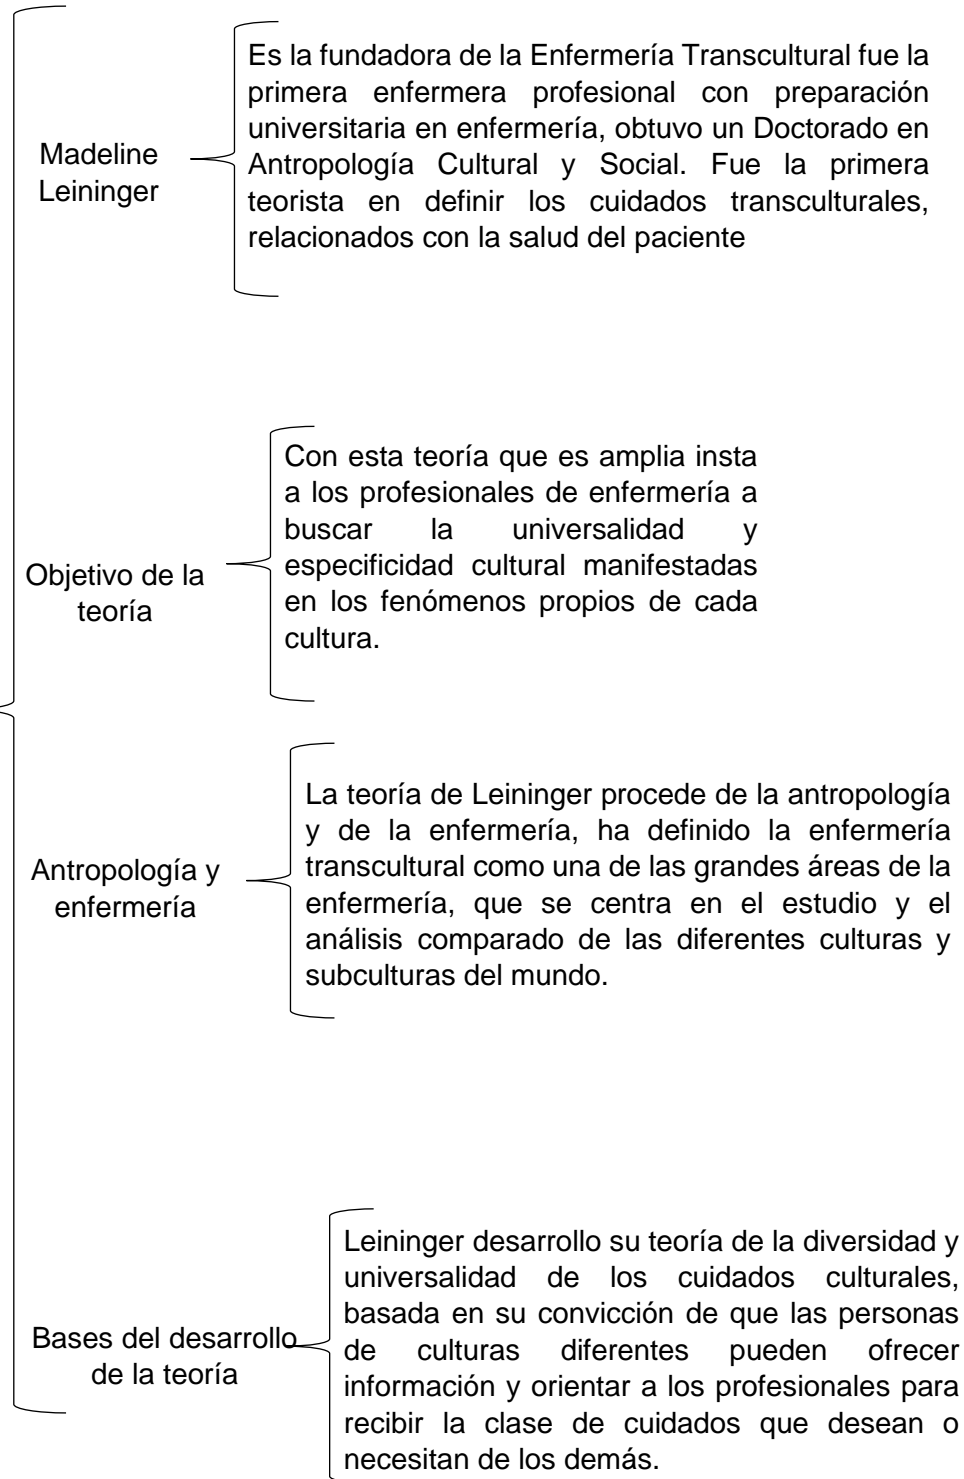 Madeline
Leininger
Es la fundadora de la Enfermería Transcultural fue la
primera enfermera profesional con preparación
universitaria en enfermería, obtuvo un Doctorado en
Antropología Cultural y Social. Fue la primera
teorista en definir los cuidados transculturales,
relacionados con la salud del paciente
Objetivo de la
teoría
Con esta teoría que es amplia insta
a los profesionales de enfermería a
buscar la universalidad y
especificidad cultural manifestadas
en los fenómenos propios de cada
cultura.
Antropología y
enfermería
La teoría de Leininger procede de la antropología
y de la enfermería, ha definido la enfermería
transcultural como una de las grandes áreas de la
enfermería, que se centra en el estudio y el
análisis comparado de las diferentes culturas y
subculturas del mundo.
Bases del desarrollo
de la teoría
Leininger desarrollo su teoría de la diversidad y
universalidad de los cuidados culturales,
basada en su convicción de que las personas
de culturas diferentes pueden ofrecer
información y orientar a los profesionales para
recibir la clase de cuidados que desean o
necesitan de los demás.